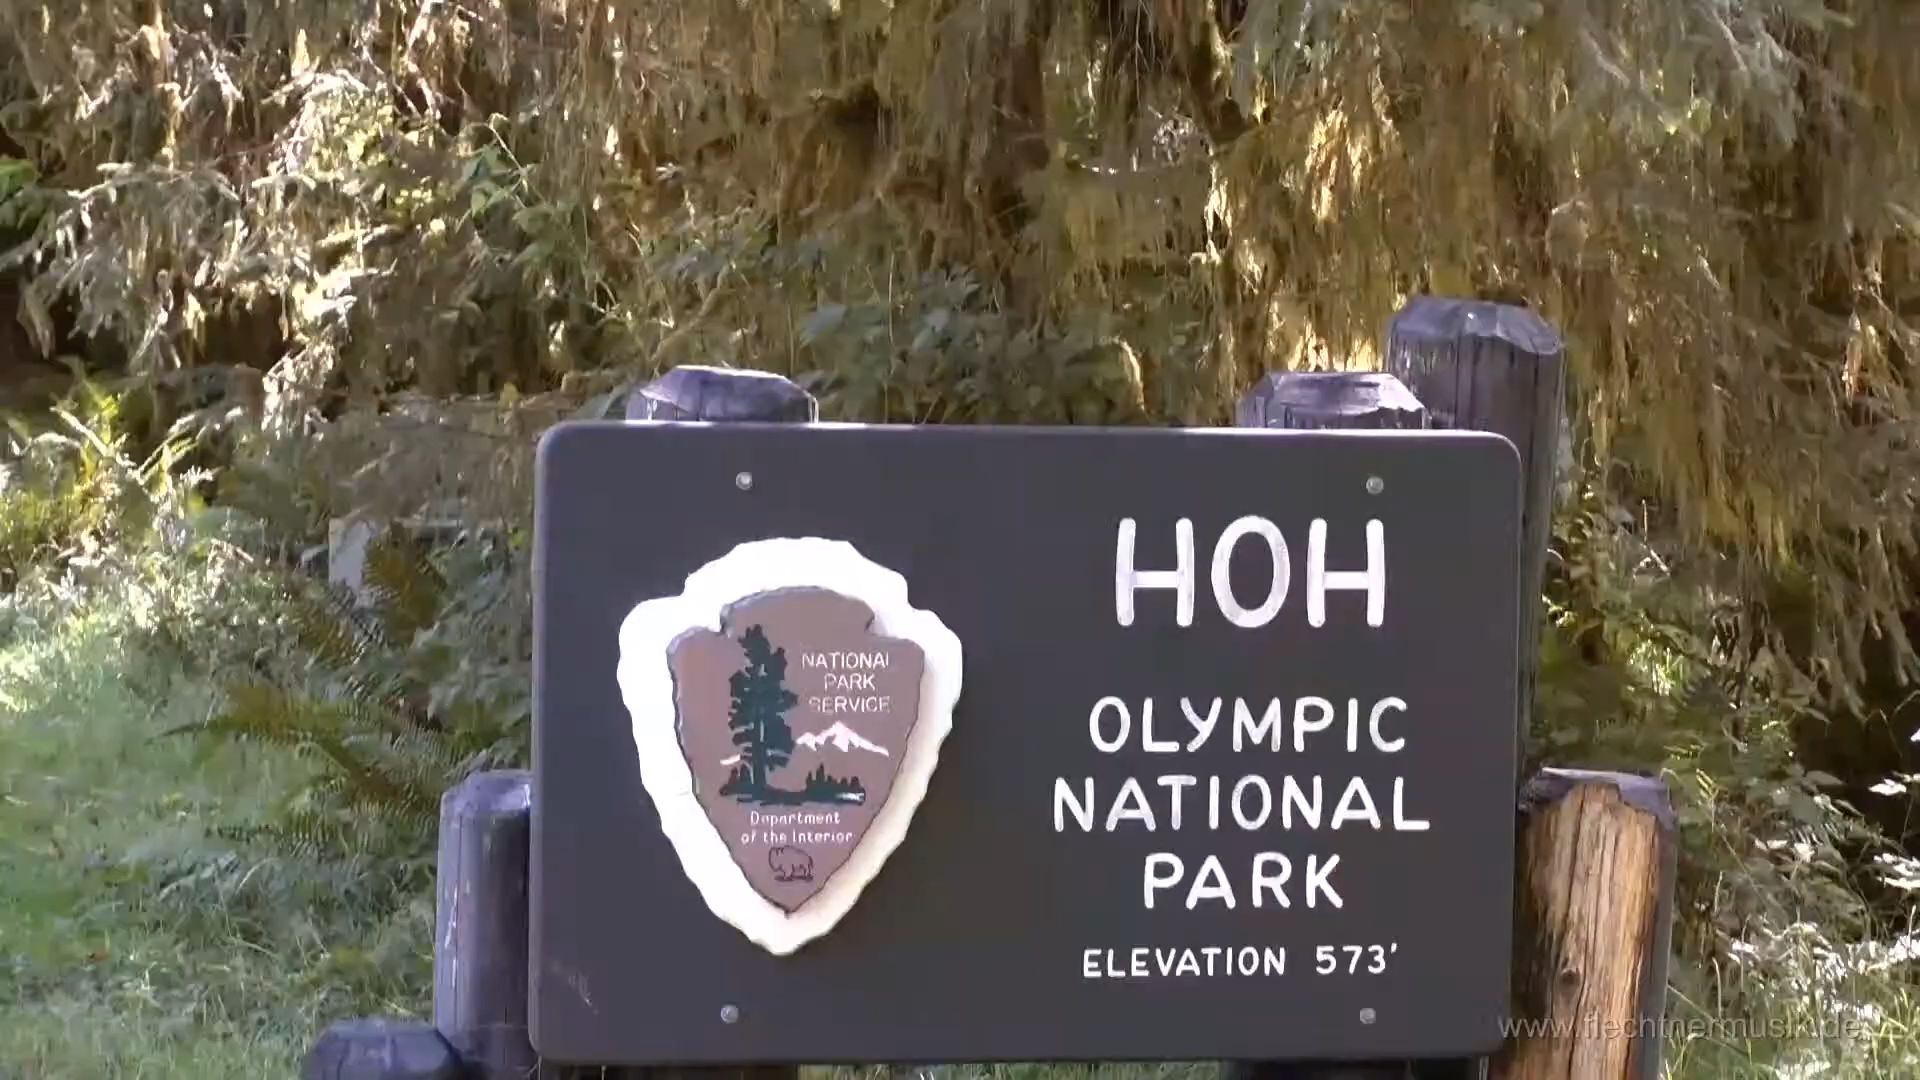 HOH
OLYMPIC
NATIONAL
PARK
ELEVATION 573'
NATIONAL
PARK
SERVICE
Department
of the Interior
www.flechtnermusik.de